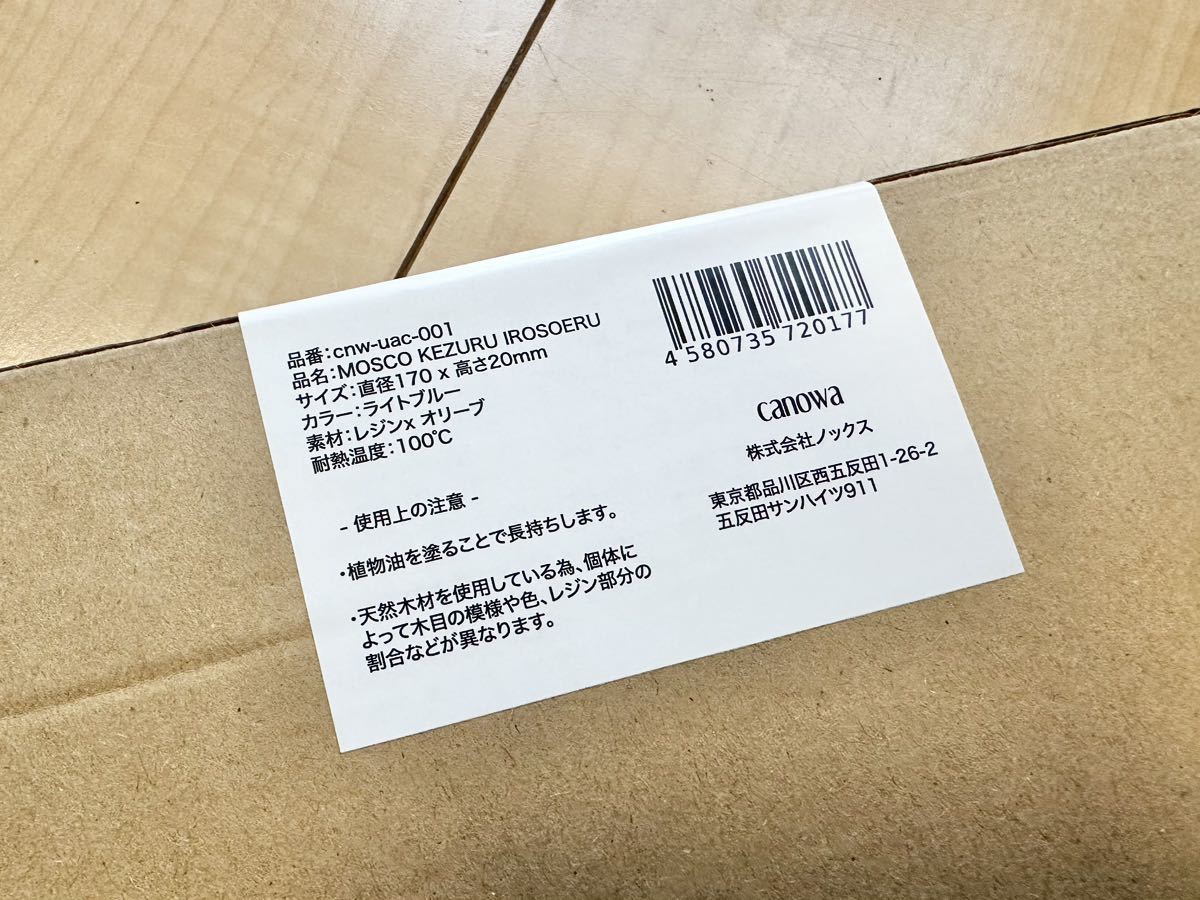 品番：cnw-uac-001
品名：MOSCO KEZURU IROSOERU
サイズ：直径170 x 高さ20mm
カラー：ライトブルー
素材：レジンx オリーブ
耐熱温度：100℃
- 使用上の注意 -
・植物油を塗ることで長持ちします。
・天然木材を使用している為、個体に
よって木目の模様や色、レジン部分の
割合などが異なります。
4 580735 720177
canowa
株式会社ノックス
東京都品川区西五反田1-26-2
五反田サンハイツ911